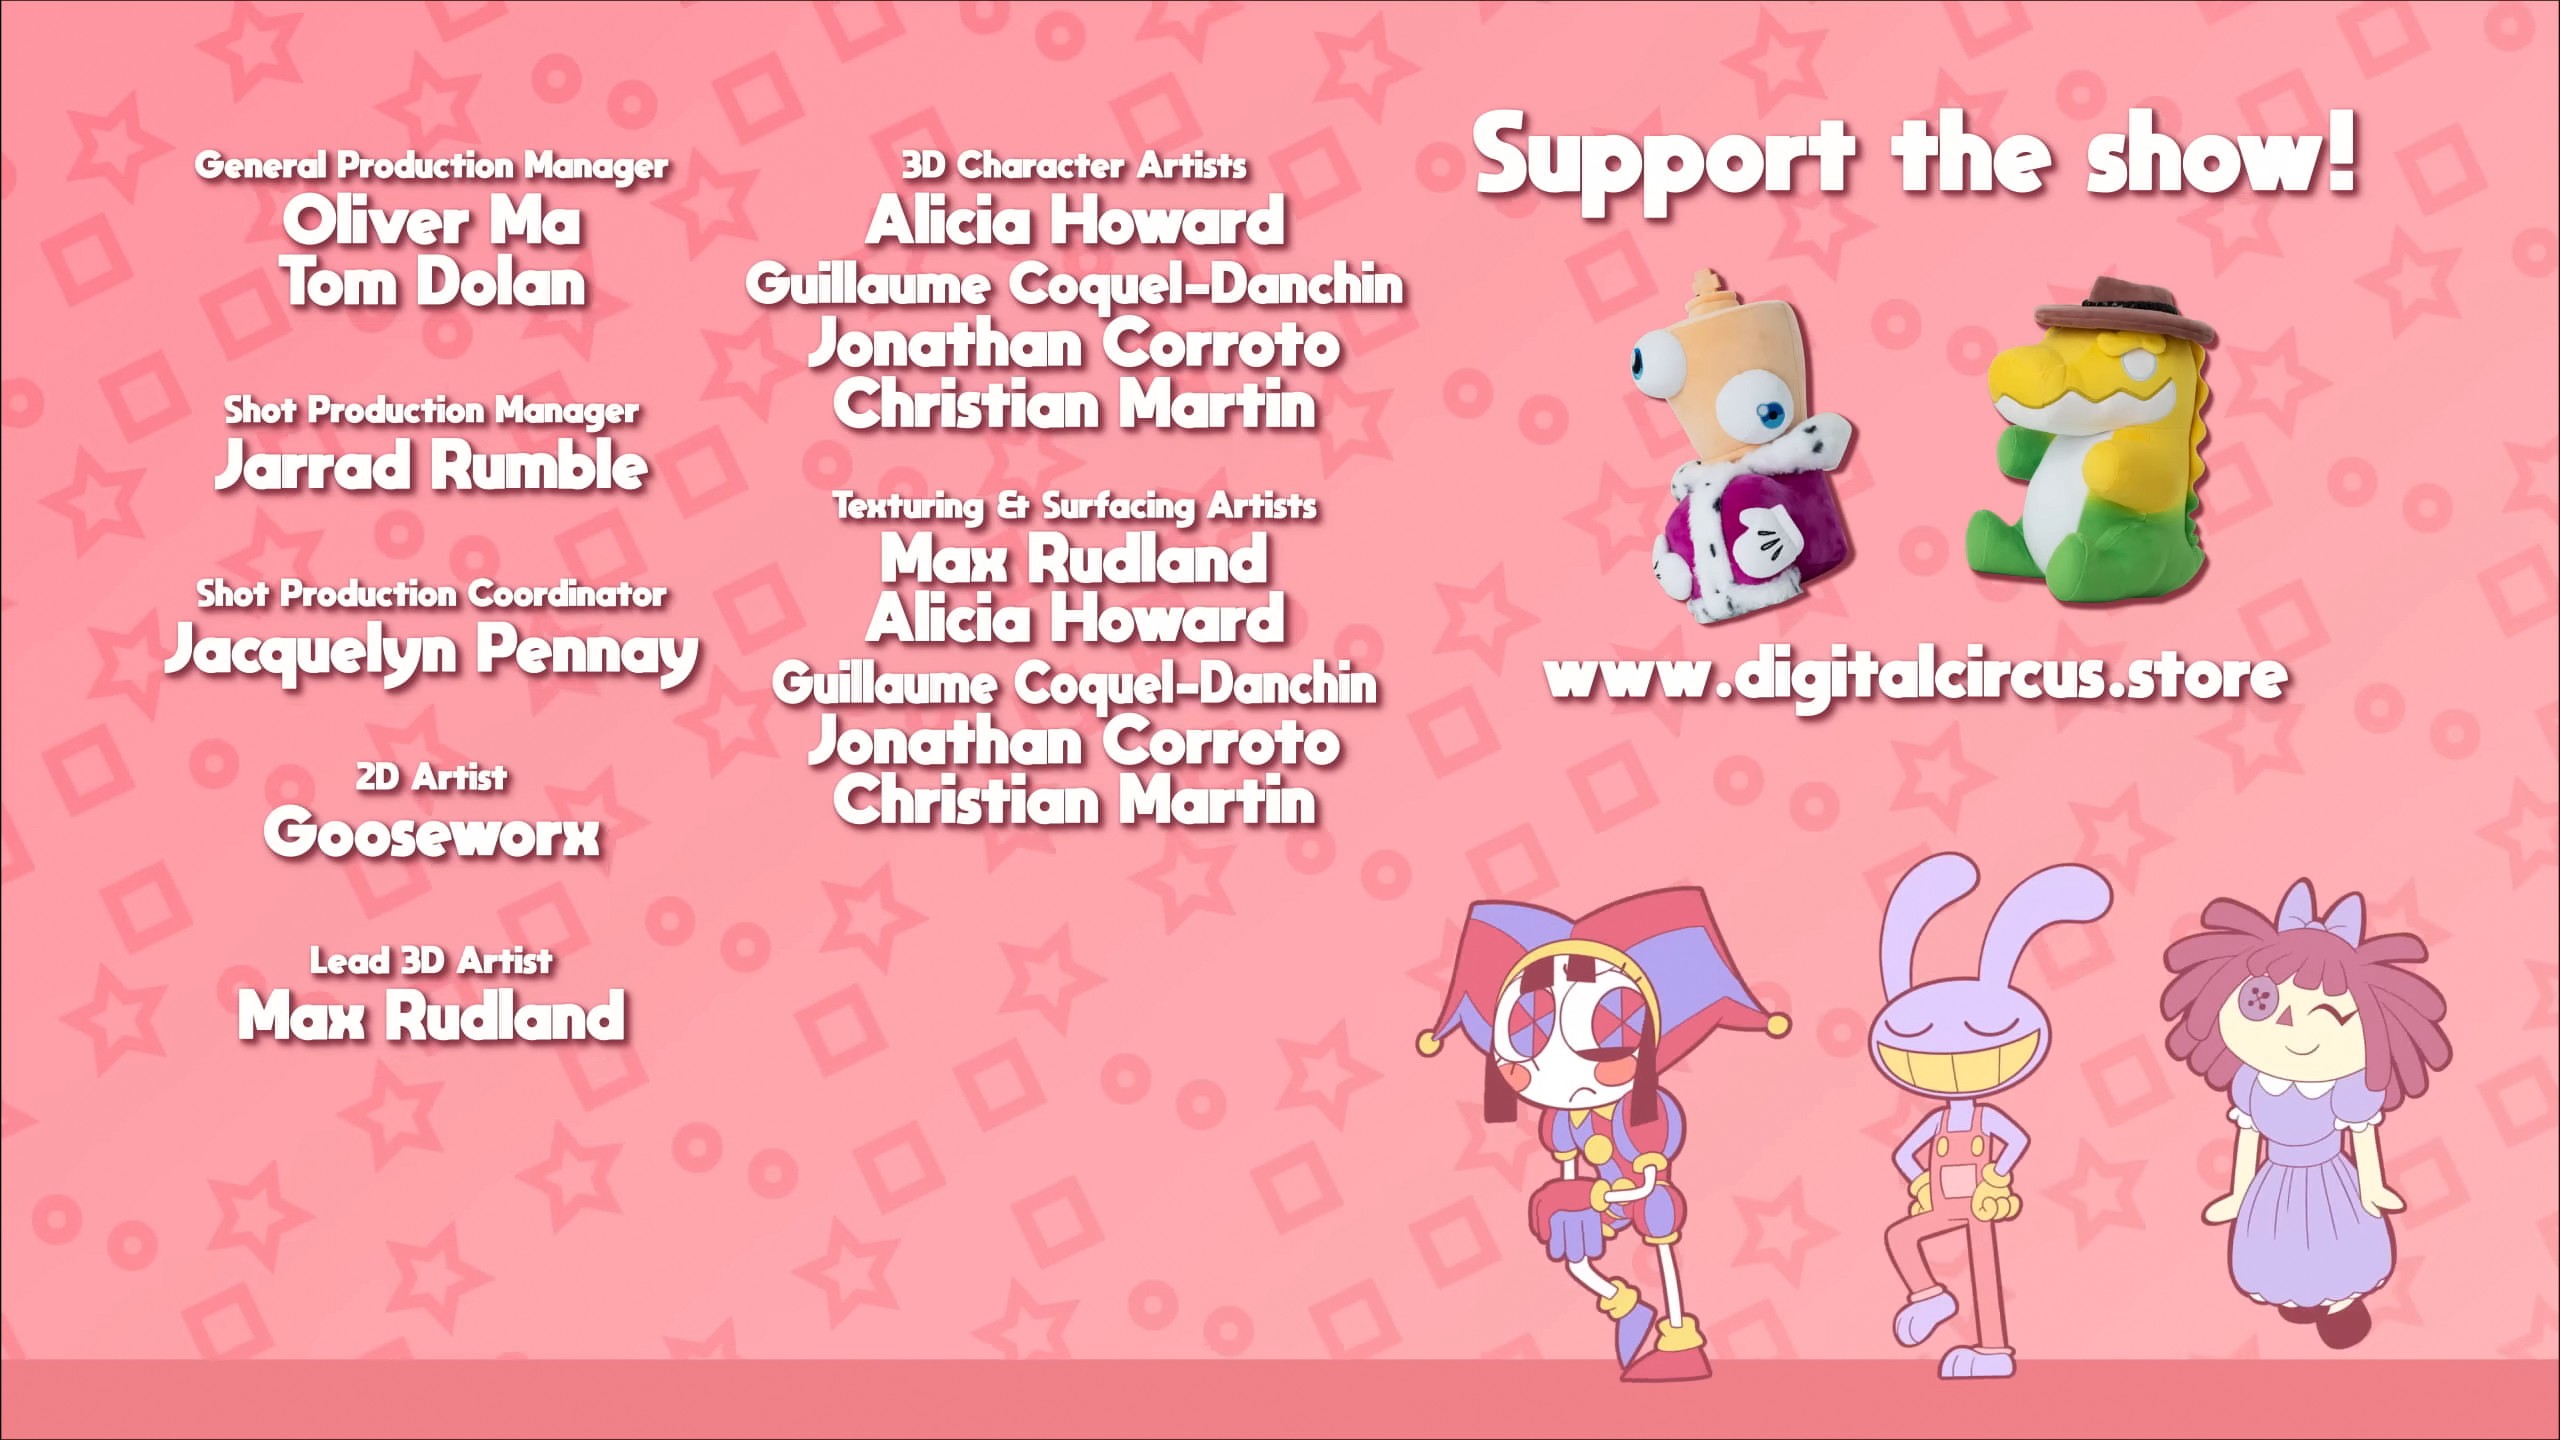 General Production Manager
Oliver Ma
Tom Dolan
Shot Production Manager
Jarrad Rumble
Shot Production Coordinator
Jacquelyn Pennay
2D Artist
Gooseworx
Lead 3D Artist
Max Rudland
3D Character Artists
Alicia Howard
Guillaume Coquel-Danchin
Jonathan Corroto
Christian Martin
Texturing & Surfacing Artists
Max Rudland
Alicia Howard
Guillaume Coquel-Danchin
Jonathan Corroto
Christian Martin
Support the show!
www.digitalcircus.store